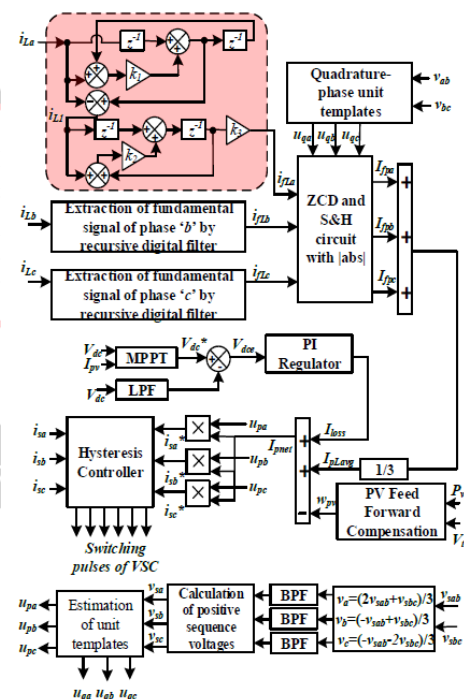 i_La
z^-1
z^-1
k_1
i_L1
z^-1
z^-1
k_2
k_3
Quadrature-
phase unit
templates
v_ab
v_bc
u_qa u_qb u_qc
i_fLa
ZCD and
S&H
circuit
with |abs|
I_fpa
I_fpb
I_fpc
i_Lb
Extraction of fundamental
signal of phase ‘b’ by
recursive digital filter
i_fLb
i_Lc
Extraction of fundamental
signal of phase ‘c’ by
recursive digital filter
i_fLc
V_dc
I_pv
MPPT
V_dc*
V_dce
PI
Regulator
V_dc
LPF
i_sa
i_sb
i_sc
Hysteresis
Controller
i_sa*
i_sb*
i_sc*
u_pa
u_pb
u_pc
I_pnet
I_loss
I_pLavg
1/3
w_pv
PV Feed
Forward
Compensation
Switching
pulses of VSC
u_pa
u_pb
u_pc
Estimation
of unit
templates
v_sa
v_sb
v_sc
Calculation
of positive
sequence
voltages
BPF
BPF
BPF
v_a=(2v_sab+v_sbc)/3
v_b=(-v_sab+v_sbc)/3
v_c=(-v_sab-2v_sbc)/3
v_sab
v_sbc
u_qa u_qb u_qc